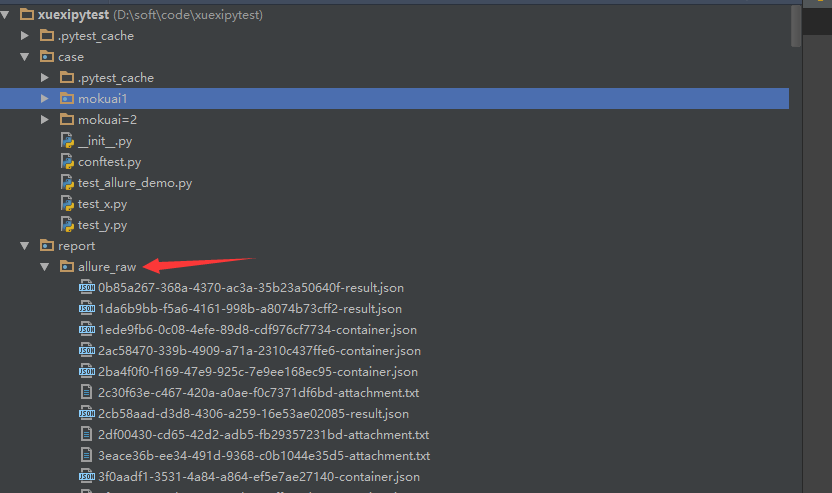 xuexipytest (D:\soft\code\xuexipytest)
.pytest_cache
case
.pytest_cache
mokuai1
mokuai=2
__init__.py
conftest.py
test_allure_demo.py
test_x.py
test_y.py
report
allure_raw
0b85a267-368a-4370-ac3a-35b23a50640f-result.json
1da6b9bb-f5a6-4161-998b-a8074b73cff2-result.json
1ede9fb6-0c08-4efe-89d8-cdf976cf7734-container.json
2ac58470-339b-4909-a71a-2310c437ffe6-container.json
2ba4f0f0-f169-47e9-925c-7e9ee168ec95-container.json
2c30f63e-c467-420a-a0ae-f0c7371df6bd-attachment.txt
2cb58aad-d3d8-4306-a259-16e53ae02085-result.json
2df00430-cd65-42d2-adb5-fb29357231bd-attachment.txt
3eace36b-ee34-491d-9368-c0b1044e35d5-attachment.txt
3f0aadf1-3531-4a84-a864-ef5e7ae27140-container.json